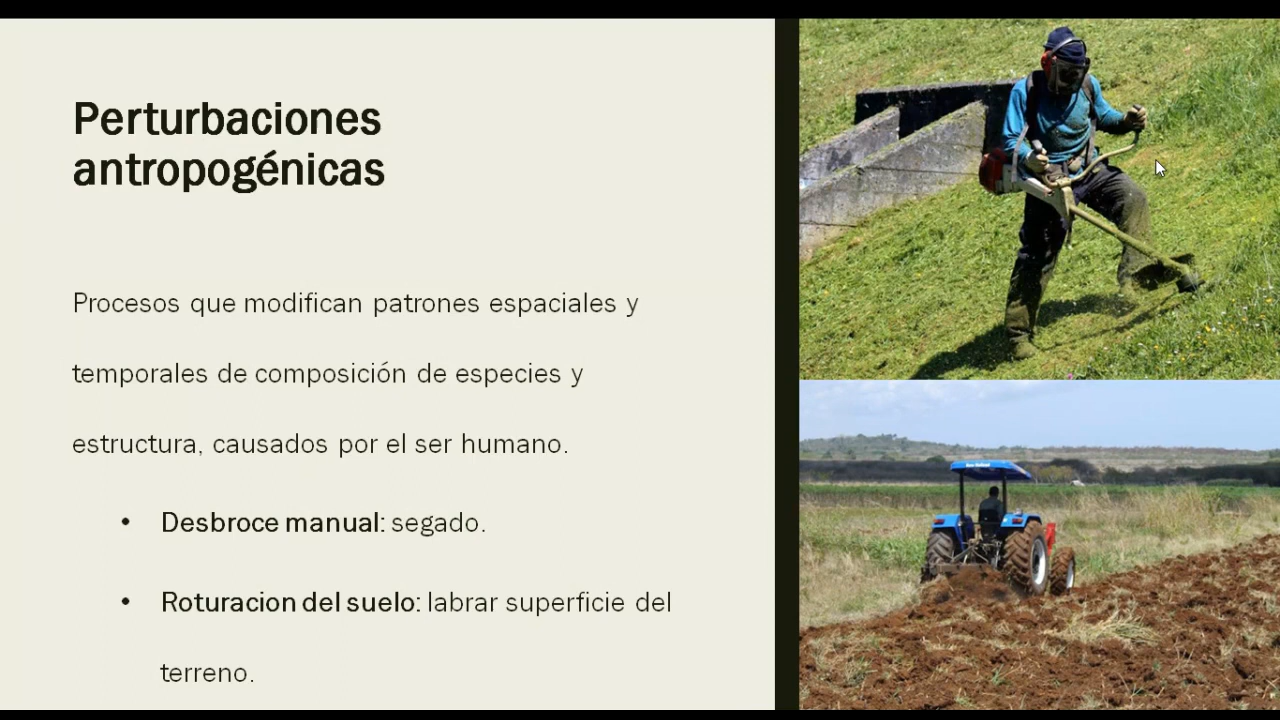 Perturbaciones
antropogénicas
Procesos que modifican patrones espaciales y
temporales de composición de especies y
estructura, causados por el ser humano.
• Desbroce manual: segado.
• Roturacion del suelo: labrar superficie del
terreno.